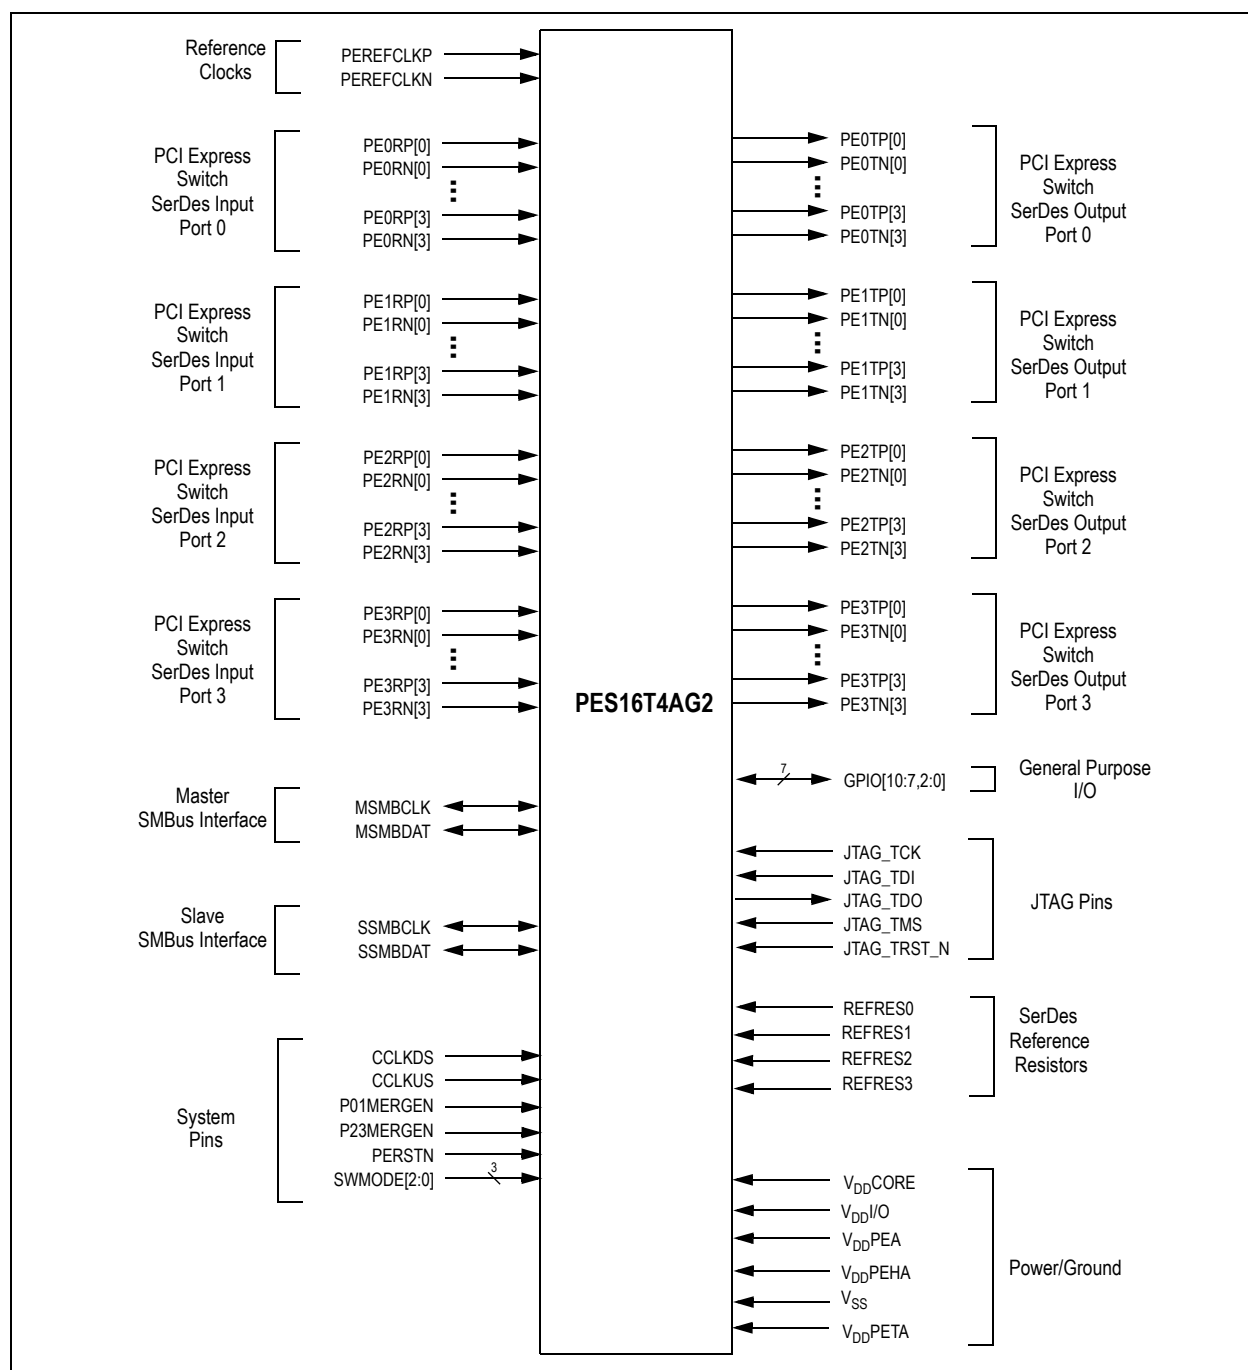 Reference
Clocks
PEREFCLKP
PEREFCLKN
PCI Express
Switch
SerDes Input
Port 0
PE0RP[0]
PE0RN[0]
PE0RP[3]
PE0RN[3]
PCI Express
Switch
SerDes Input
Port 1
PE1RP[0]
PE1RN[0]
PE1RP[3]
PE1RN[3]
PCI Express
Switch
SerDes Input
Port 2
PE2RP[0]
PE2RN[0]
PE2RP[3]
PE2RN[3]
PCI Express
Switch
SerDes Input
Port 3
PE3RP[0]
PE3RN[0]
PE3RP[3]
PE3RN[3]
Master
SMBus Interface
MSMBCLK
MSMBDAT
Slave
SMBus Interface
SSMBCLK
SSMBDAT
System
Pins
CCLKDS
CCLKUS
P01MERGEN
P23MERGEN
PERSTN
SWMODE[2:0]
3
PES16T4AG2
PE0TP[0]
PE0TN[0]
PE0TP[3]
PE0TN[3]
PCI Express
Switch
SerDes Output
Port 0
PE1TP[0]
PE1TN[0]
PE1TP[3]
PE1TN[3]
PCI Express
Switch
SerDes Output
Port 1
PE2TP[0]
PE2TN[0]
PE2TP[3]
PE2TN[3]
PCI Express
Switch
SerDes Output
Port 2
PE3TP[0]
PE3TN[0]
PE3TP[3]
PE3TN[3]
PCI Express
Switch
SerDes Output
Port 3
7
GPIO[10:7,2:0]
General Purpose
I/O
JTAG_TCK
JTAG_TDI
JTAG_TDO
JTAG_TMS
JTAG_TRST_N
JTAG Pins
REFRES0
REFRES1
REFRES2
REFRES3
SerDes
Reference
Resistors
VDDCORE
VDDI/O
VDDPEA
VDDPEHA
VSS
VDDPETA
Power/Ground